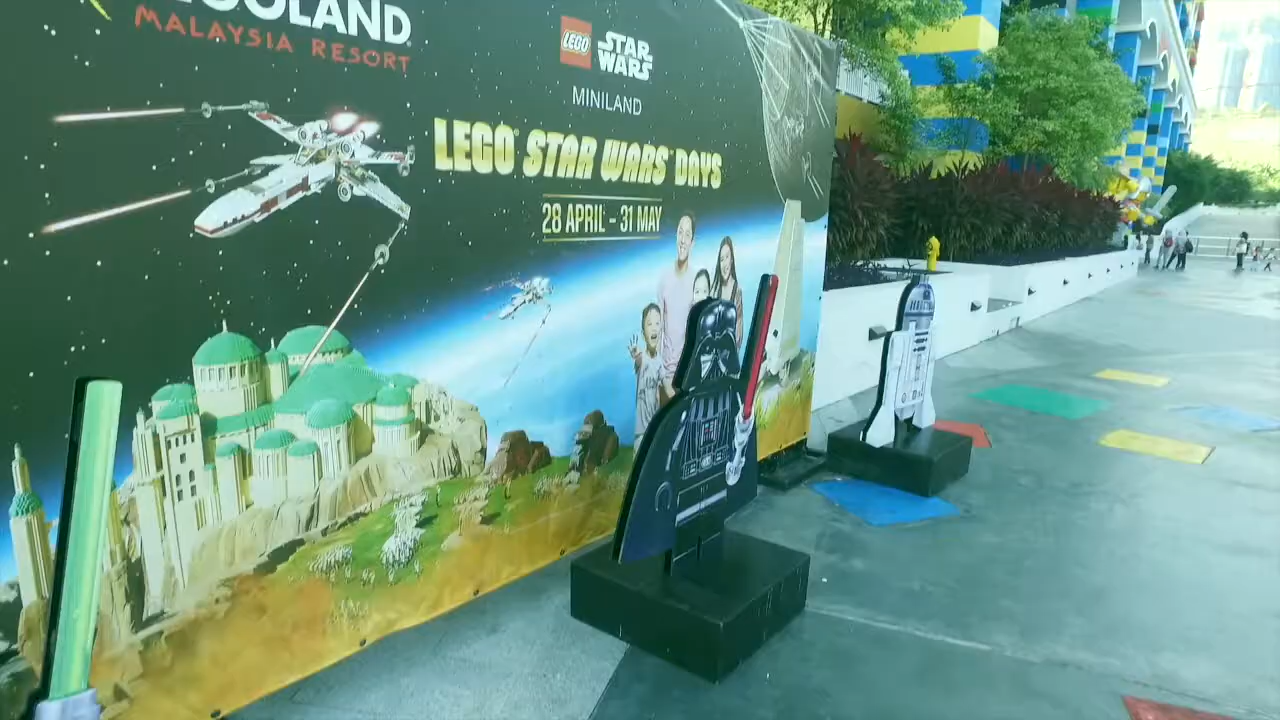 LEGOLAND
MALAYSIA RESORT
LEGO STAR WARS
MINILAND
LEGO STAR WARS DAYS
28 APRIL - 31 MAY